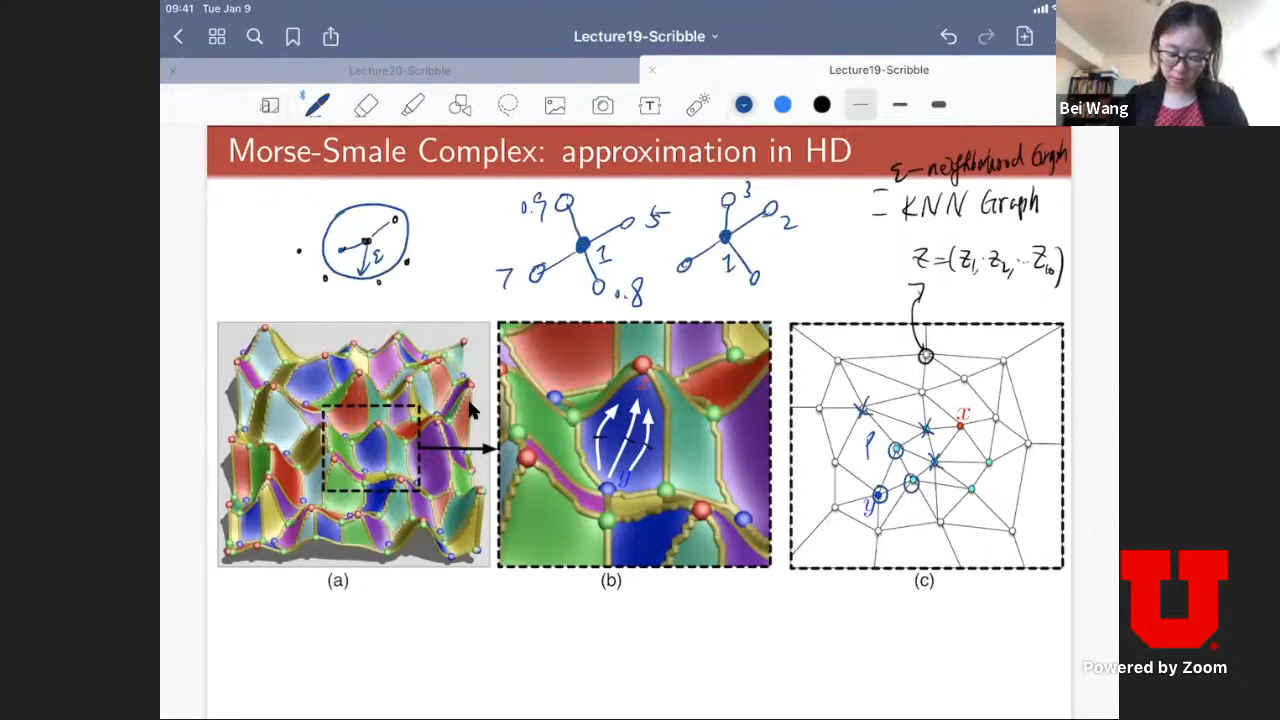 09:41 Tue Jan 9
Lecture19-Scribble
Lecture20-Scribble
Lecture19-Scribble
T
Bei Wang
Morse-Smale Complex: approximation in HD
ε-neighborhood Graph
KNN Graph
z=(z1, z2, ... z10)
ε
0.9
5
1
7
0.8
3
2
1
x
y
x
y
(a)
(b)
(c)
U
Powered by Zoom